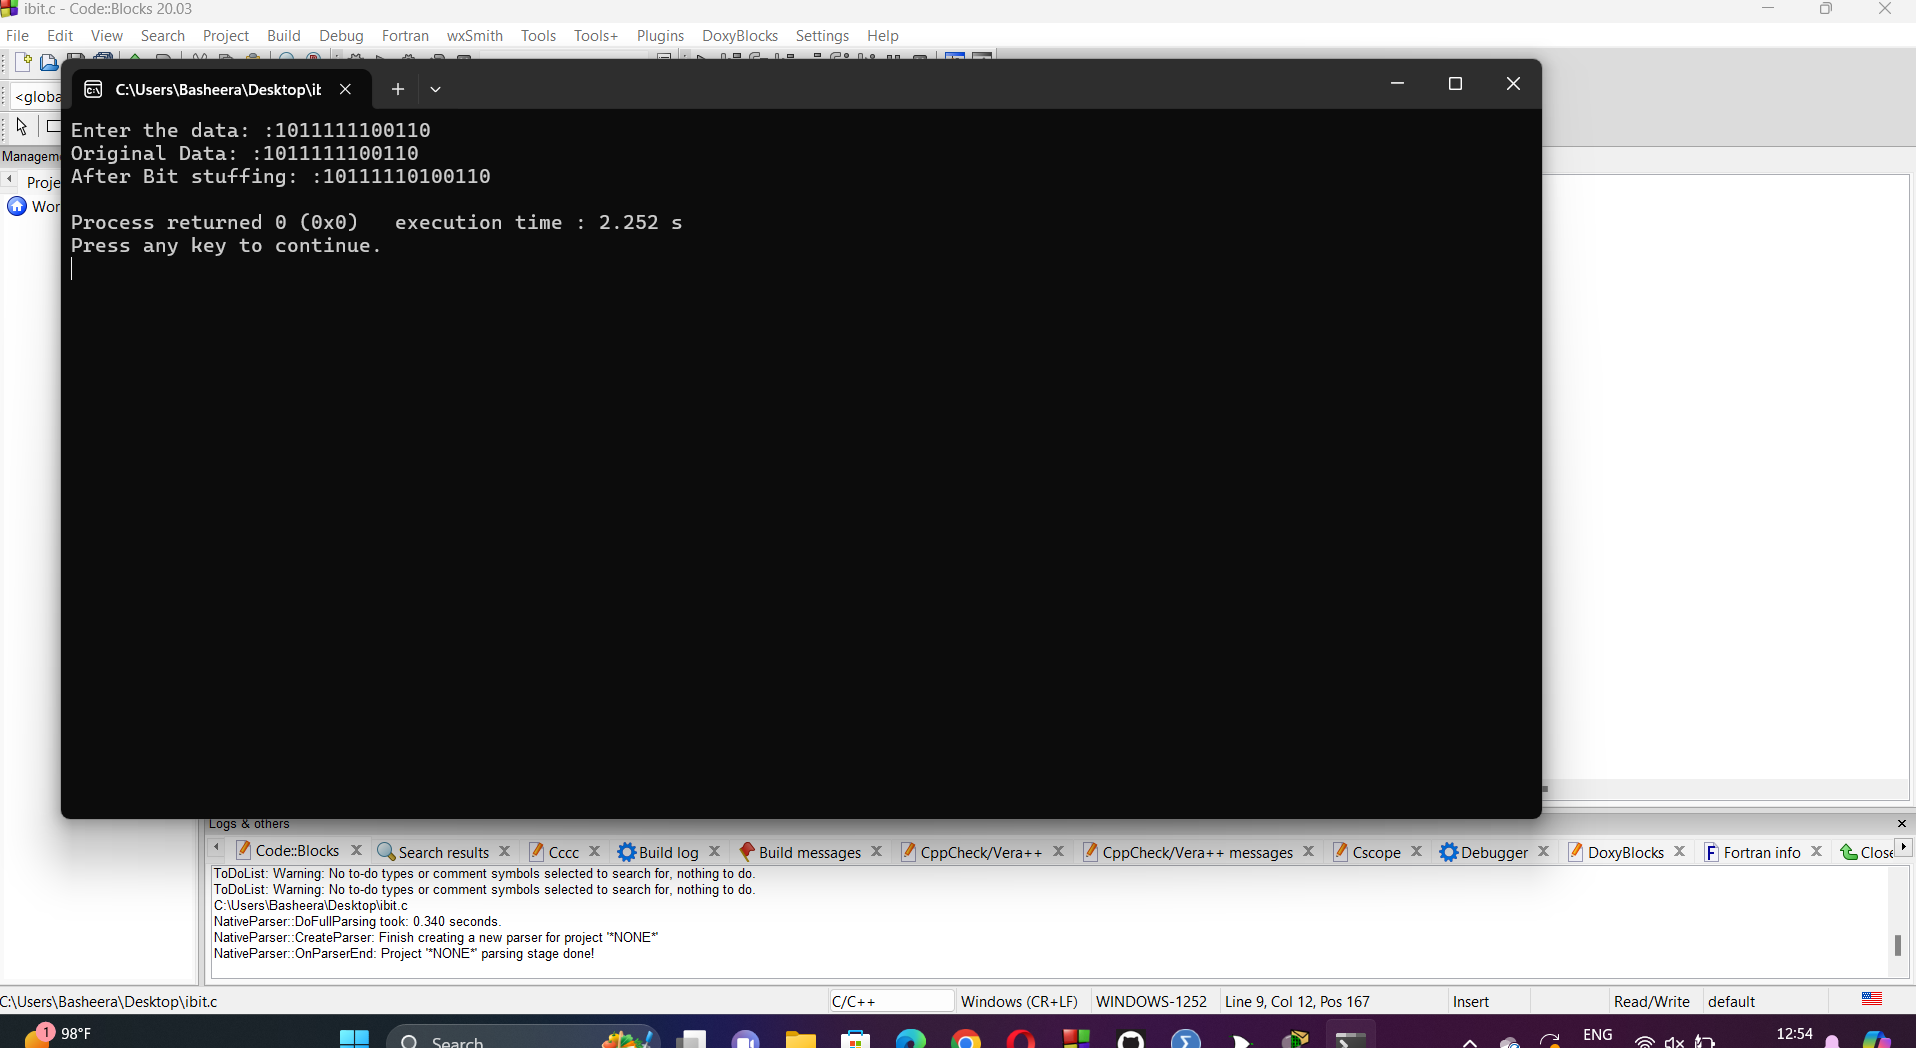 ibit.c - Code::Blocks 20.03
File Edit View Search Project Build Debug Fortran wxSmith Tools Tools+ Plugins DoxyBlocks Settings Help
<globa
C:\Users\Basheera\Desktop\it
Managem
Proje
Wor
Enter the data: :1011111100110
Original Data: :1011111100110
After Bit stuffing: :10111110100110
Process returned 0 (0x0)   execution time : 2.252 s
Press any key to continue.
Logs & others
Code::Blocks Search results Cccc Build log Build messages CppCheck/Vera++ CppCheck/Vera++ messages Cscope Debugger DoxyBlocks Fortran info Close
ToDoList: Warning: No to-do types or comment symbols selected to search for, nothing to do.
ToDoList: Warning: No to-do types or comment symbols selected to search for, nothing to do.
C:\Users\Basheera\Desktop\ibit.c
NativeParser::DoFullParsing took: 0.340 seconds.
NativeParser::CreateParser: Finish creating a new parser for project '*NONE*'
NativeParser::OnParserEnd: Project '*NONE*' parsing stage done!
C:\Users\Basheera\Desktop\ibit.c C/C++ Windows (CR+LF) WINDOWS-1252 Line 9, Col 12, Pos 167 Insert Read/Write default
1 98°F Search ENG 12:54